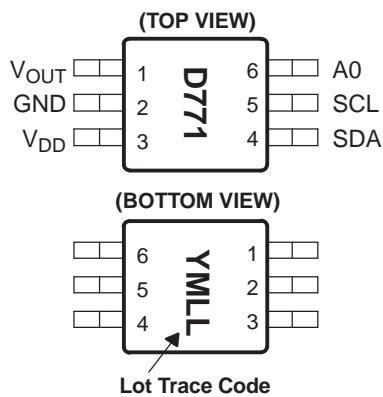 (TOP VIEW)
VOUT 1 D771 6 A0
GND 2 5 SCL
VDD 3 4 SDA
(BOTTOM VIEW)
6 YMLL 1
5 2
4 3
Lot Trace Code